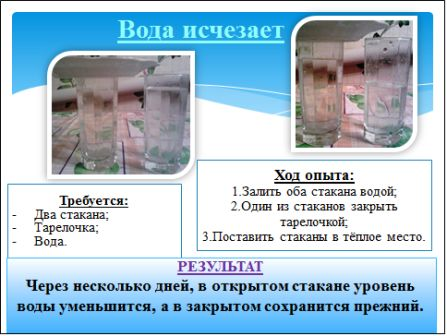 Вода исчезает
Требуется:
- Два стакана;
- Тарелочка;
- Вода.
Ход опыта:
1.Залить оба стакана водой;
2.Один из стаканов закрыть
тарелочкой;
3.Поставить стаканы в тёплое место.
РЕЗУЛЬТАТ
Через несколько дней, в открытом стакане уровень
воды уменьшится, а в закрытом сохранится прежний.